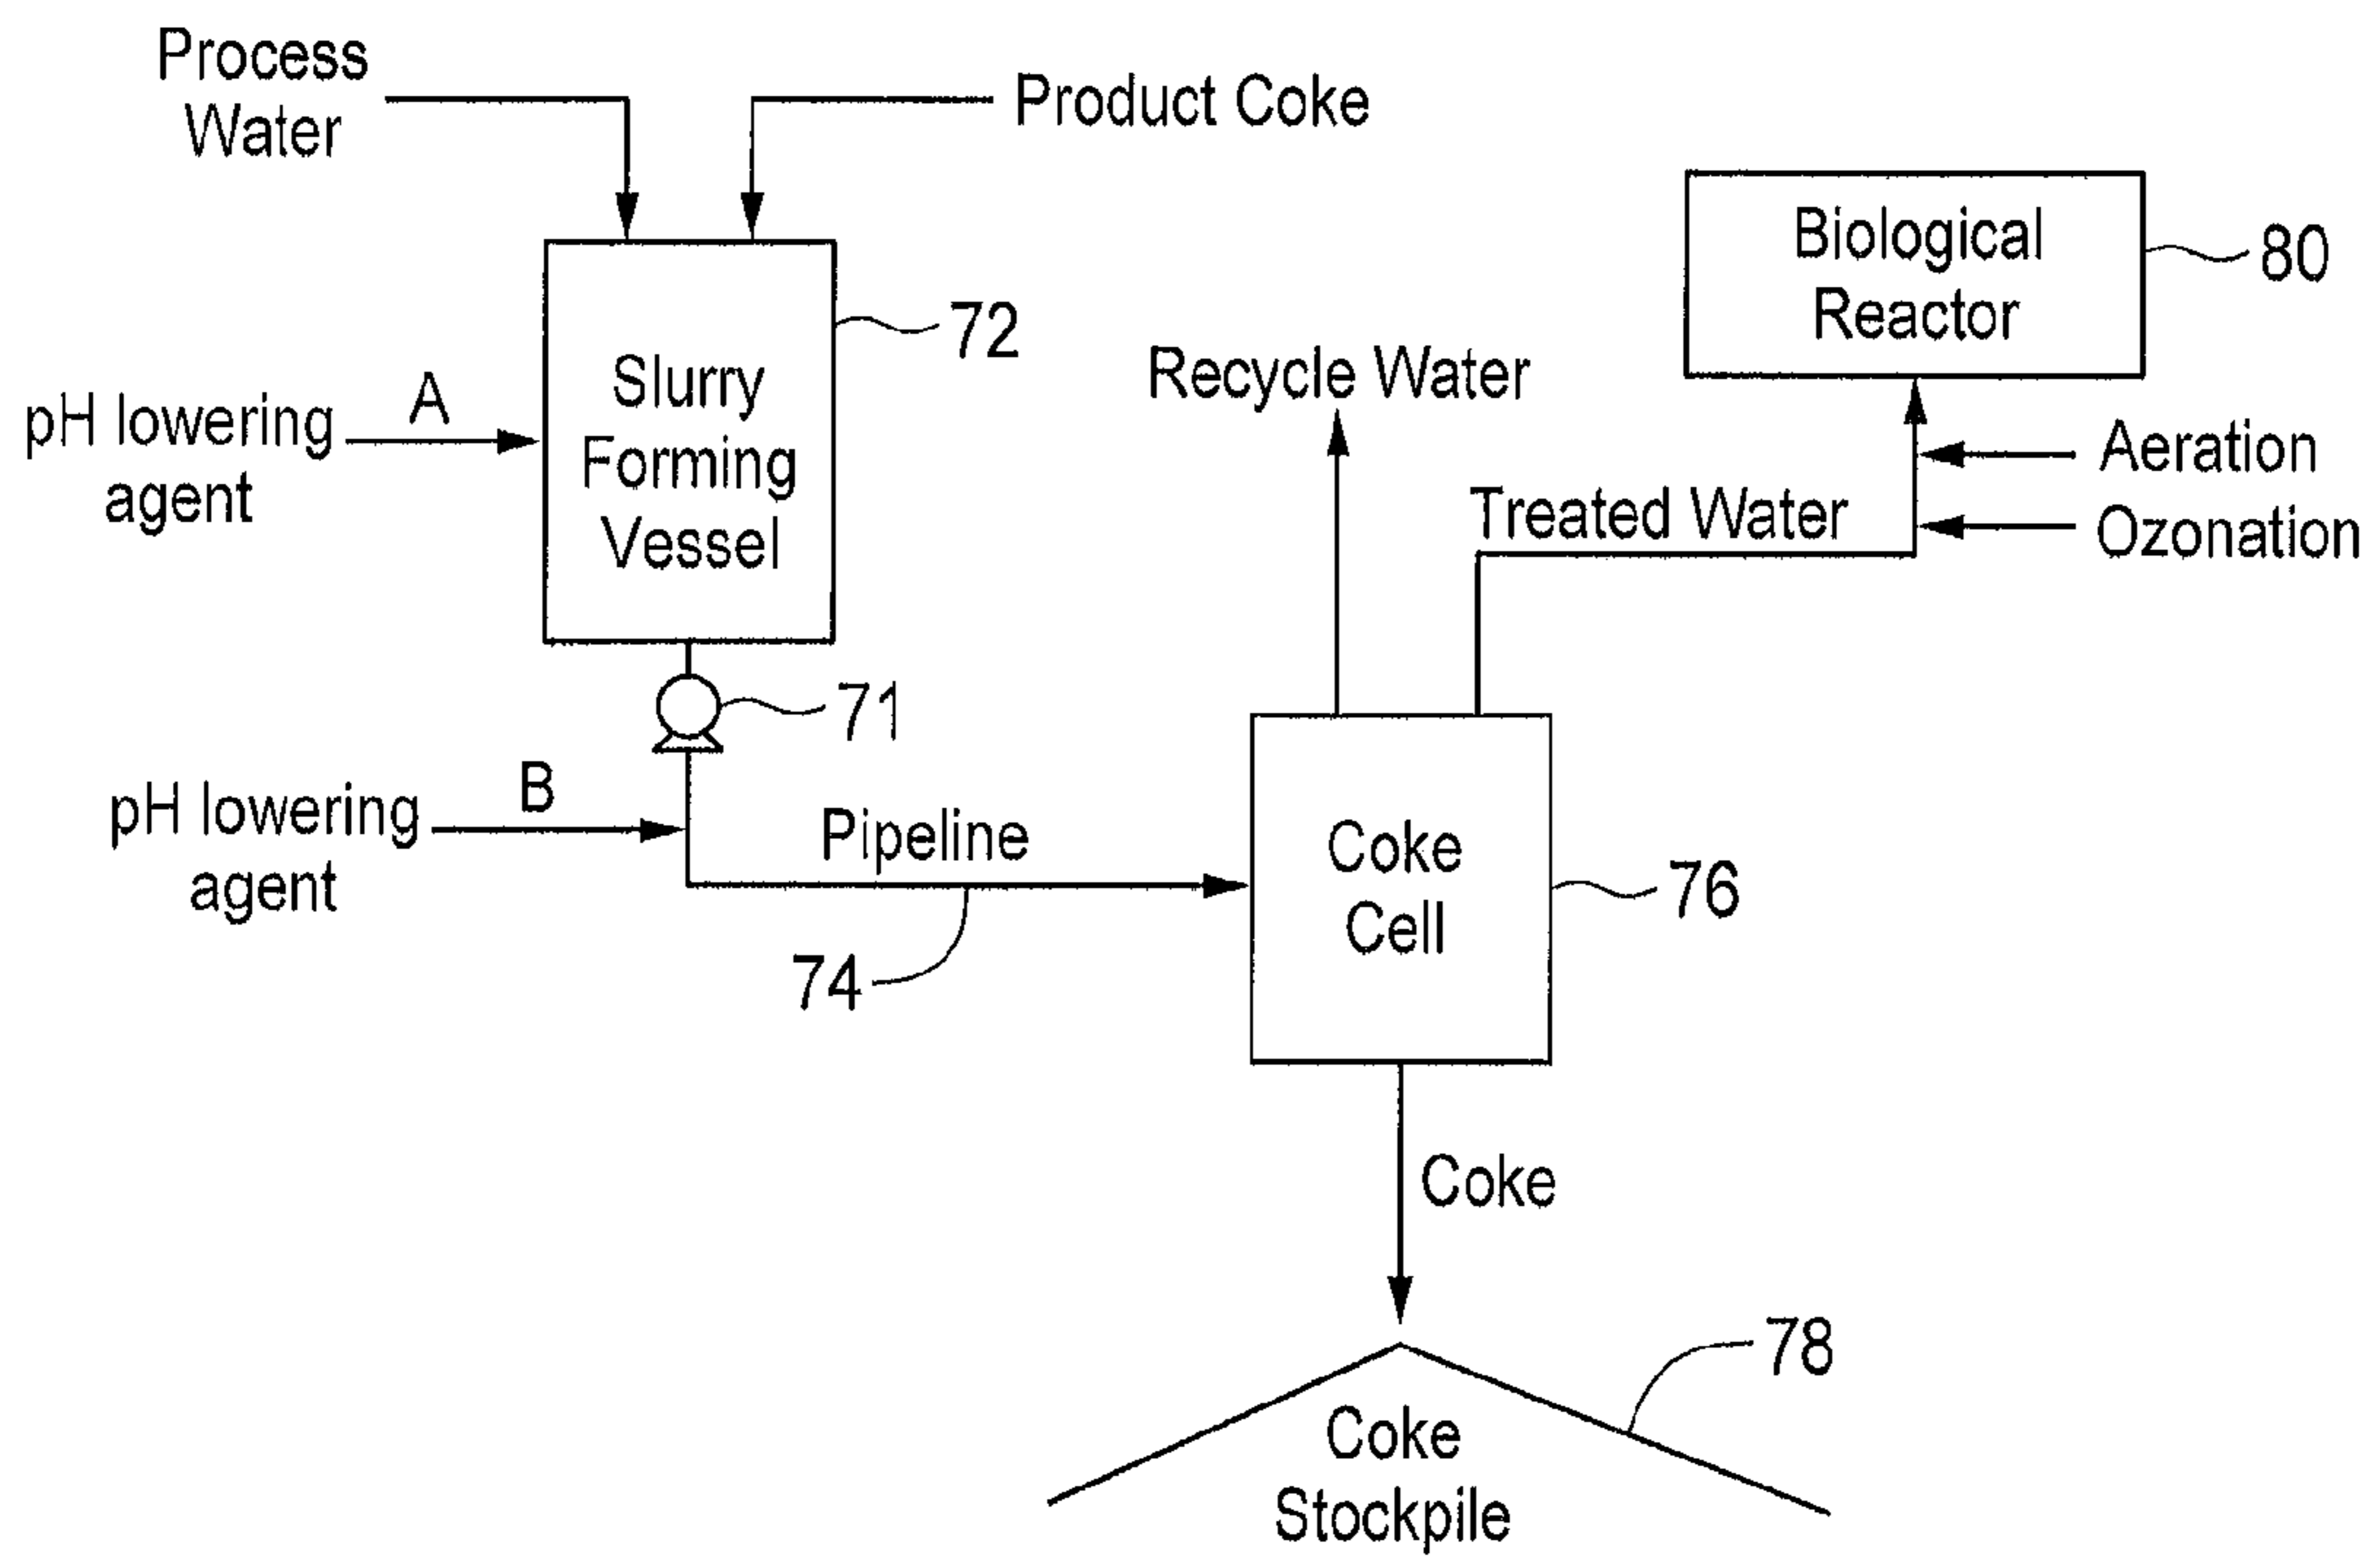 Process
Water
Product Coke
Biological
Reactor
80
72
Recycle Water
Slurry
Forming
Vessel
A
pH lowering
agent
Aeration
Treated Water
Ozonation
71
B
pH lowering
agent
Pipeline
74
Coke
Cell
76
Coke
78
Coke
Stockpile